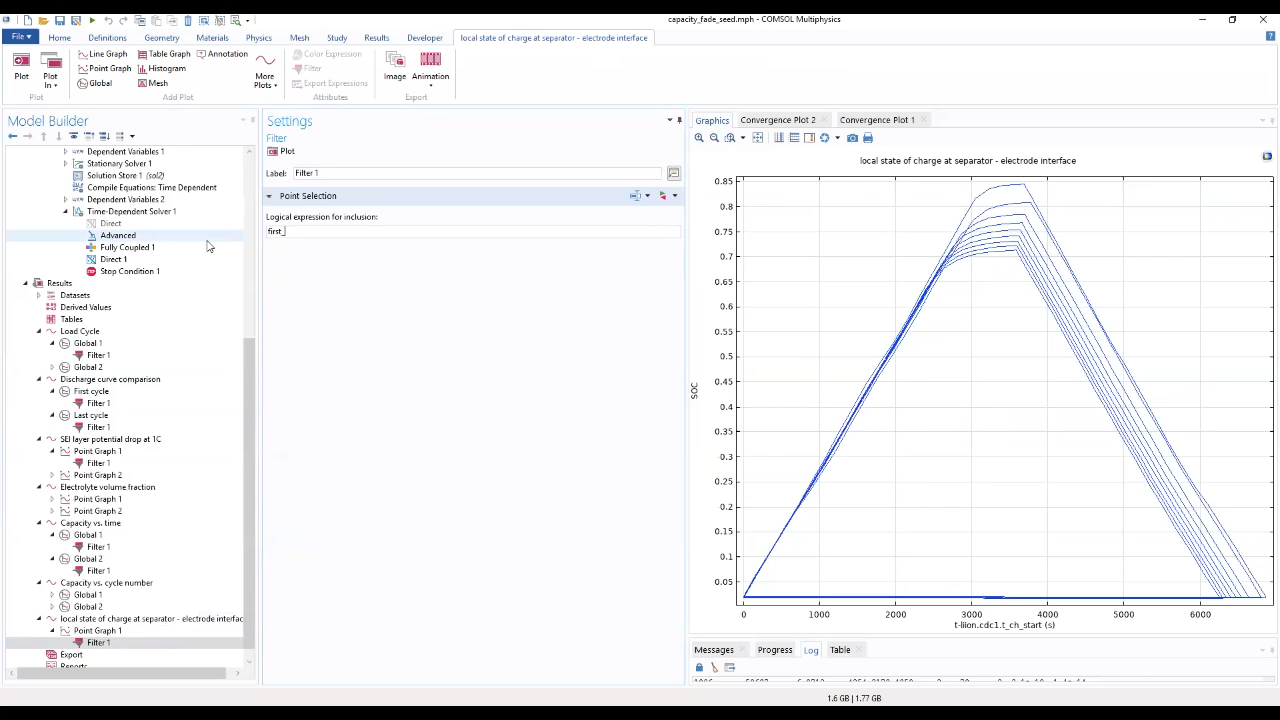 capacity_fade_seed.mph - COMSOL Multiphysics
File Home Definitions Geometry Materials Physics Mesh Study Results Developer local state of charge at separator - electrode interface
Line Graph Table Graph Annotation Color Expression
Point Graph Histogram Filter
Plot Plot In Global Mesh More Plots Export Expressions Image Animation
Plot Add Plot Attributes Export
Model Builder
Dependent Variables 1
Stationary Solver 1
Solution Store 1 (sol2)
Compile Equations: Time Dependent
Dependent Variables 2
Time-Dependent Solver 1
Direct
Advanced
Fully Coupled 1
Direct 1
Stop Condition 1
Results
Datasets
Derived Values
Tables
Load Cycle
Global 1
Filter 1
Global 2
Discharge curve comparison
First cycle
Filter 1
Last cycle
Filter 1
SEI layer potential drop at 1C
Point Graph 1
Filter 1
Point Graph 2
Electrolyte volume fraction
Point Graph 1
Point Graph 2
Capacity vs. time
Global 1
Filter 1
Global 2
Filter 1
Capacity vs. cycle number
Global 1
Global 2
local state of charge at separator - electrode interfac
Point Graph 1
Filter 1
Export
Reports
Settings
Filter
Plot
Label: Filter 1
Point Selection
Logical expression for inclusion:
first_
Graphics Convergence Plot 2 Convergence Plot 1
local state of charge at separator - electrode interface
0.85
0.8
0.75
0.7
0.65
0.6
0.55
0.5
0.45
0.4
0.35
0.3
0.25
0.2
0.15
0.1
0.05
SOC
0 1000 2000 3000 4000 5000 6000
t-liion.cdc1.t_ch_start (s)
Messages Progress Log Table
1.6 GB | 1.77 GB